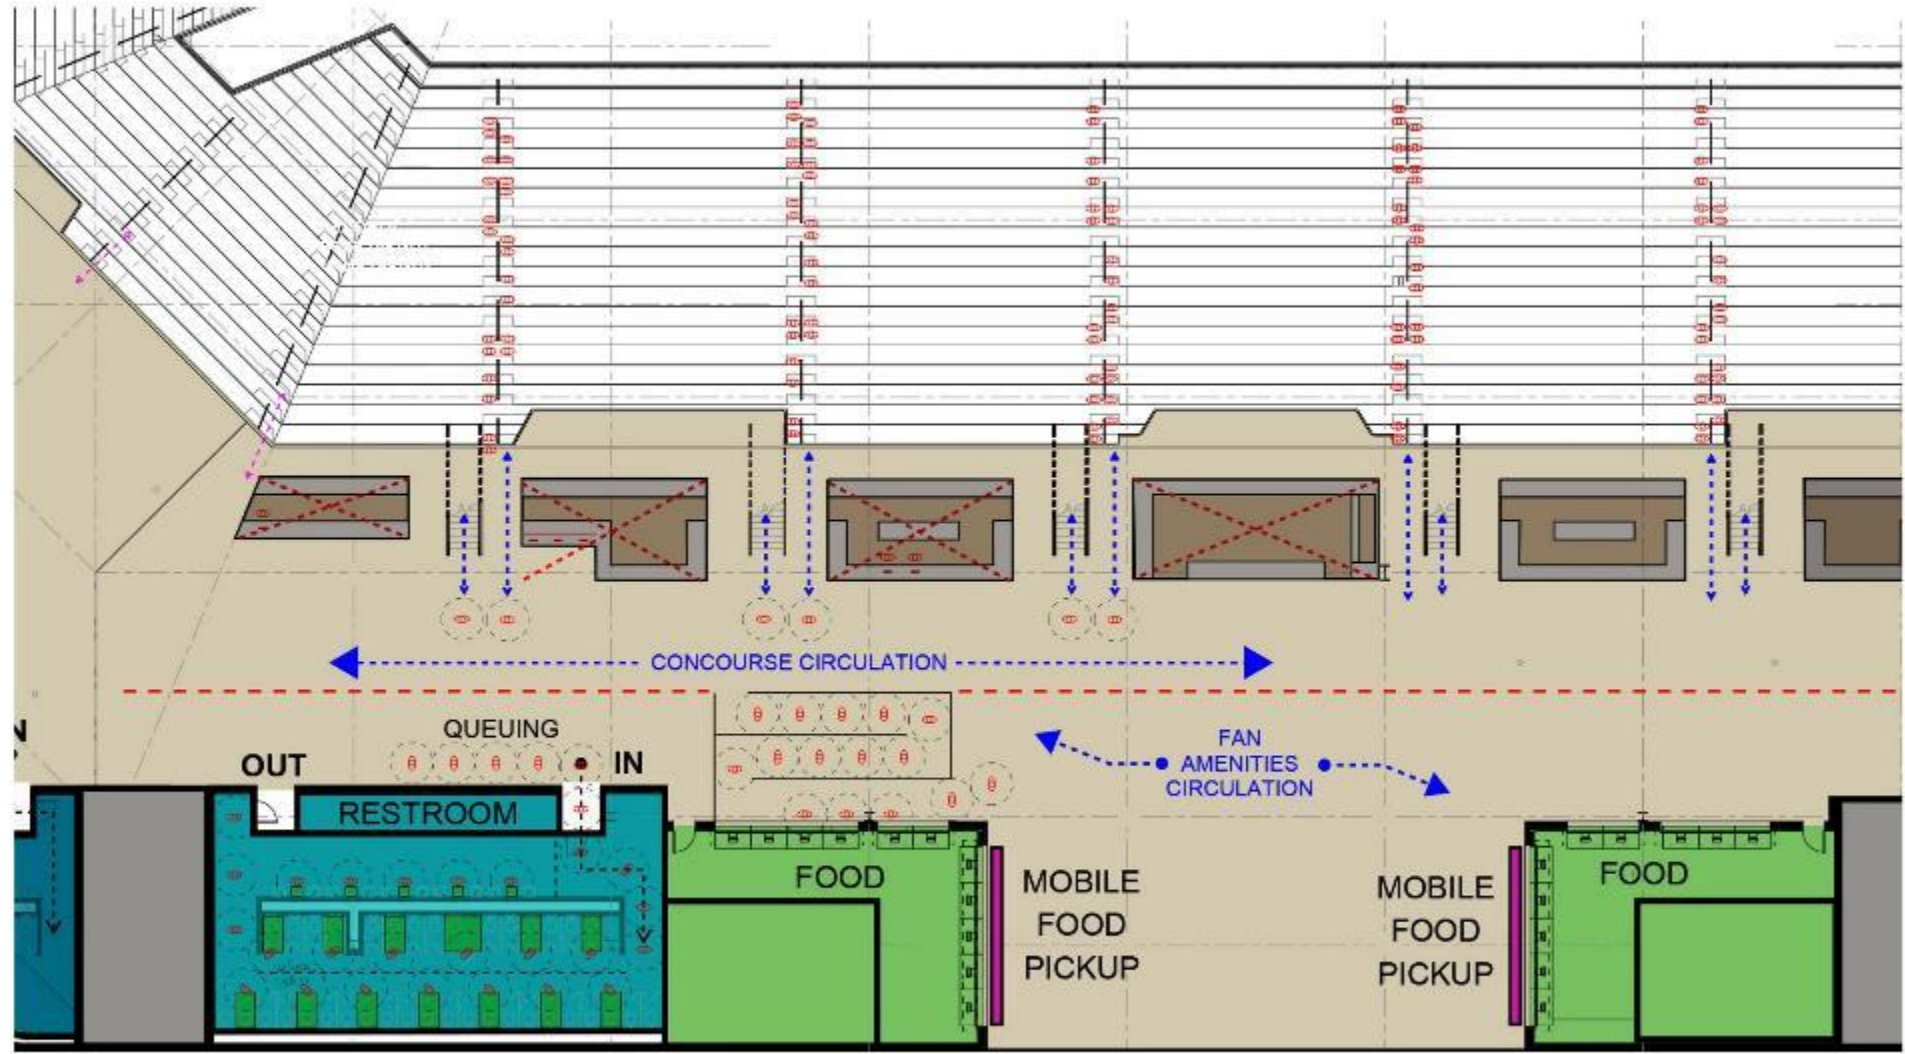 CONCOURSE CIRCULATION
QUEUING
OUT
IN
N
FAN
AMENITIES
CIRCULATION
RESTROOM
FOOD
MOBILE
FOOD
PICKUP
MOBILE
FOOD
PICKUP
FOOD